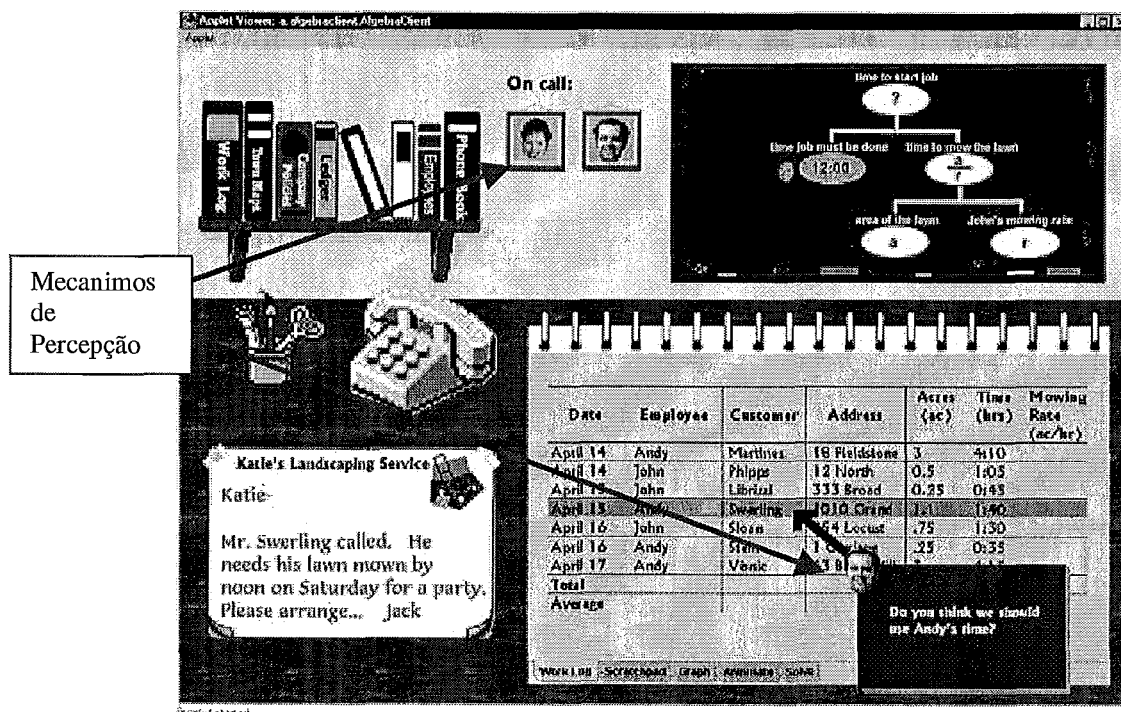 Applet Viewer: a.algebraclient.AlgebraClient
Applet
On call:
Work Log
Town Maps
Company Policies
Ledger
Employees
Phone Book
time to start job
?
time job must be done
time to mow the lawn
12:00
a
r
area of the lawn
John's mowing rate
a
r
Mecanimos
de
Percepção
Date Employee Customer Address Acres (ac) Time (hrs) Mowing Rate (ac/hr)
April 14 Andy Martinez 18 Fieldstone 3 4:10
April 14 John Phipps 12 North 0.5 1:05
April 15 John 333 Broad 0.25 0:45
April 15 Andy Swerling 1010 Grand 1.1 1:40
April 16 John Sloan Locust .75 1:30
April 16 Andy .25 0:35
April 17 Andy
Total
Average
Katie's Landscaping Service
Katie-
Mr. Swerling called. He
needs his lawn mown by
noon on Saturday for a party.
Please arrange... Jack
Do you think we should
use Andy's time?
Work Log Scratchpad Graph Annotate Solve